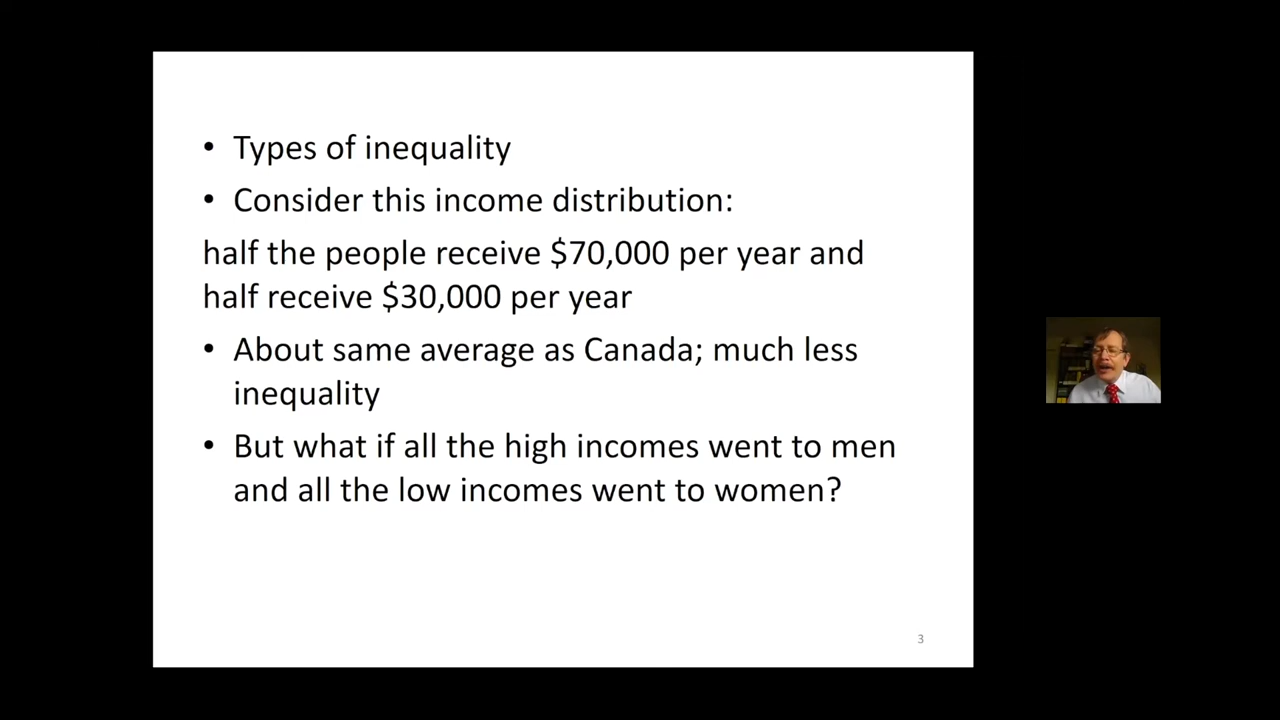 • Types of inequality
• Consider this income distribution:
half the people receive $70,000 per year and
half receive $30,000 per year
• About same average as Canada; much less
inequality
• But what if all the high incomes went to men
and all the low incomes went to women?
3